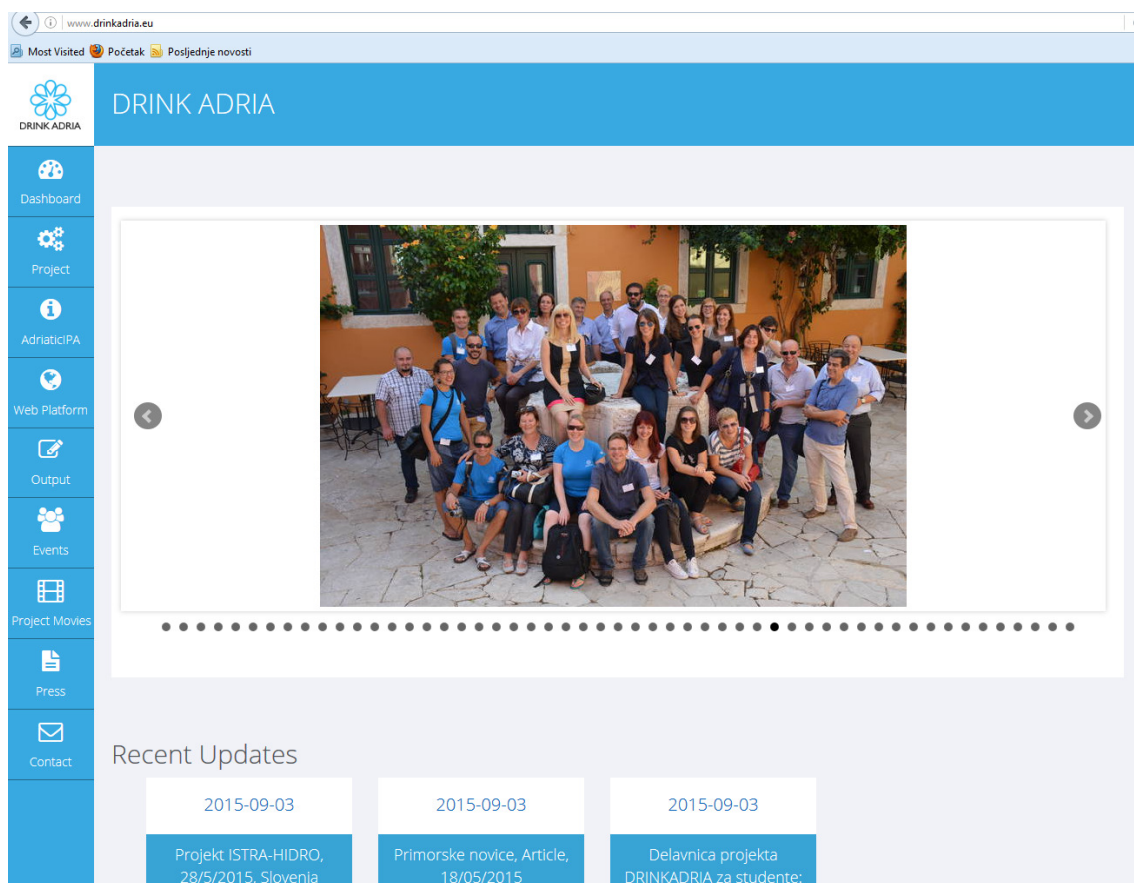 www.drinkadria.eu
Most Visited Početak Posljednje novosti
DRINK ADRIA
DRINK ADRIA
Dashboard
Project
AdriaticIPA
Web Platform
Output
Events
Project Movies
Press
Contact
Recent Updates
2015-09-03
Projekt ISTRA-HIDRO,
28/5/2015, Slovenia
2015-09-03
Primorske novice, Article,
18/05/2015
2015-09-03
Delavnica projekta
DRINKADRIA za studente: